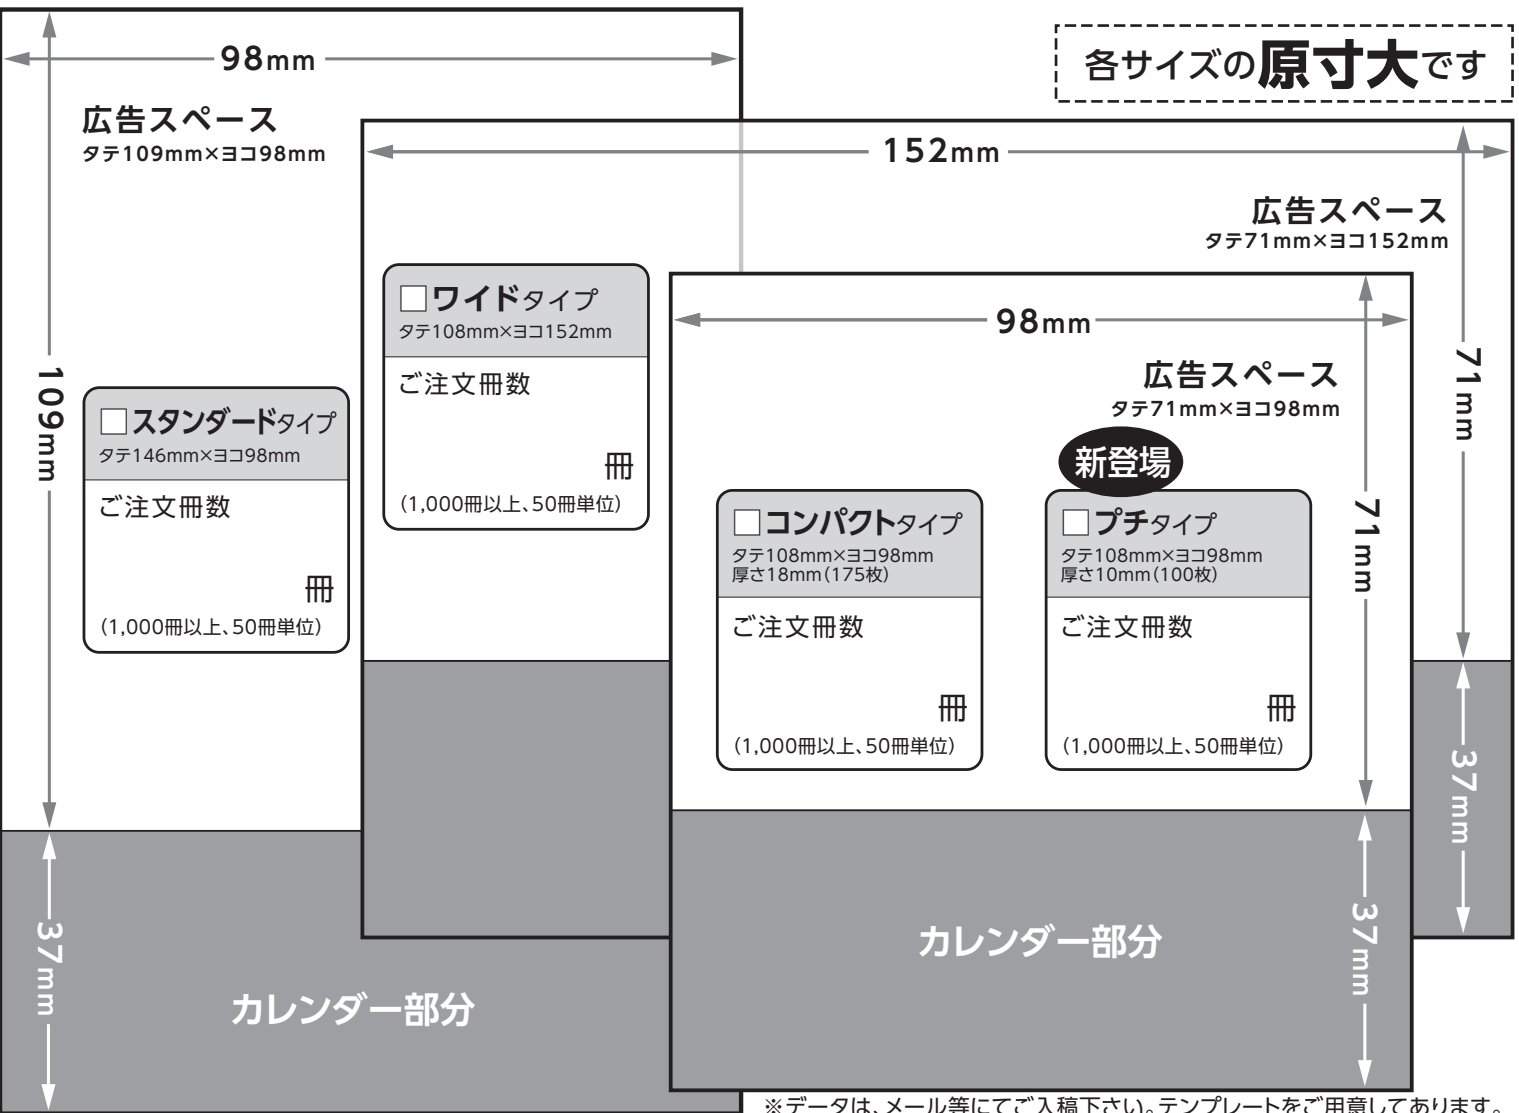 各サイズの原寸大です
98mm
広告スペース
タテ109mm×ヨコ98mm
109mm
□スタンダードタイプ
タテ146mm×ヨコ98mm
ご注文冊数
冊
(1,000冊以上、50冊単位)
37mm
カレンダー部分
152mm
広告スペース
タテ71mm×ヨコ152mm
71mm
□ワイドタイプ
タテ108mm×ヨコ152mm
ご注文冊数
冊
(1,000冊以上、50冊単位)
37mm
98mm
広告スペース
タテ71mm×ヨコ98mm
71mm
□コンパクトタイプ
タテ108mm×ヨコ98mm
厚さ18mm(175枚)
ご注文冊数
冊
(1,000冊以上、50冊単位)
新登場
□プチタイプ
タテ108mm×ヨコ98mm
厚さ10mm(100枚)
ご注文冊数
冊
(1,000冊以上、50冊単位)
37mm
カレンダー部分
※データは、メール等にてご入稿下さい。テンプレートをご用意してあります。